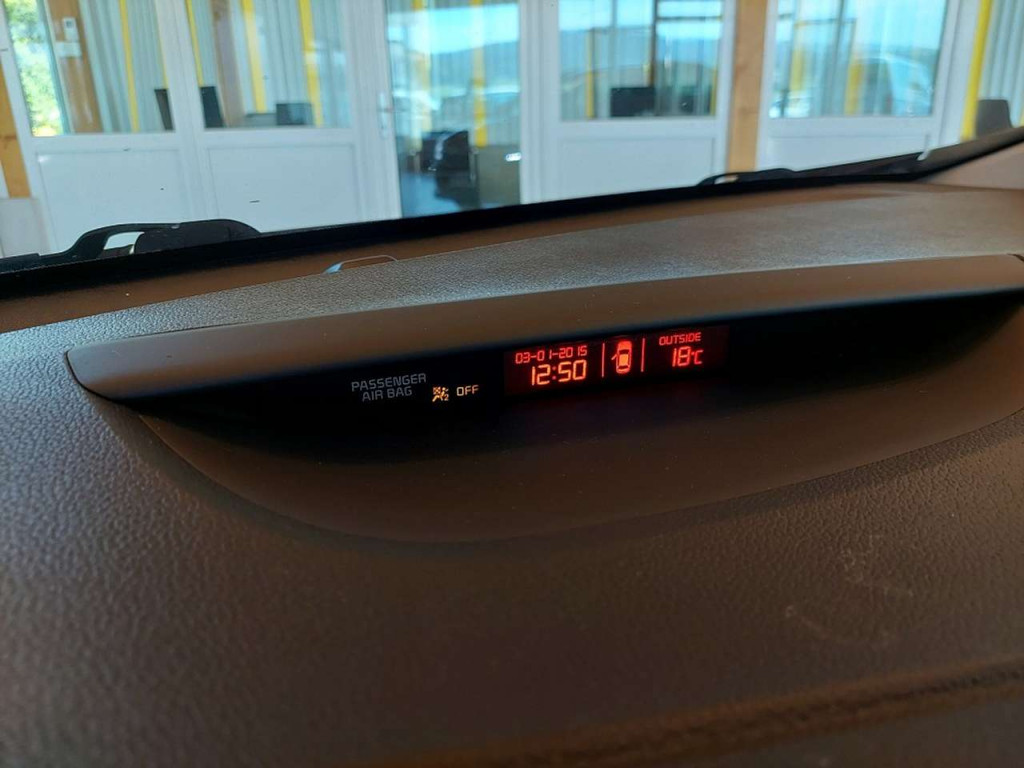 PASSENGER
AIR BAG
OFF
03-01-2015
12:50
OUTSIDE
18°C